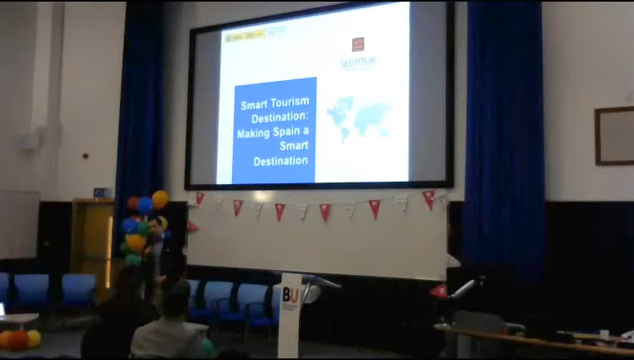 SEGITTUR
Smart Tourism
Destination:
Making Spain a
Smart
Destination
BU